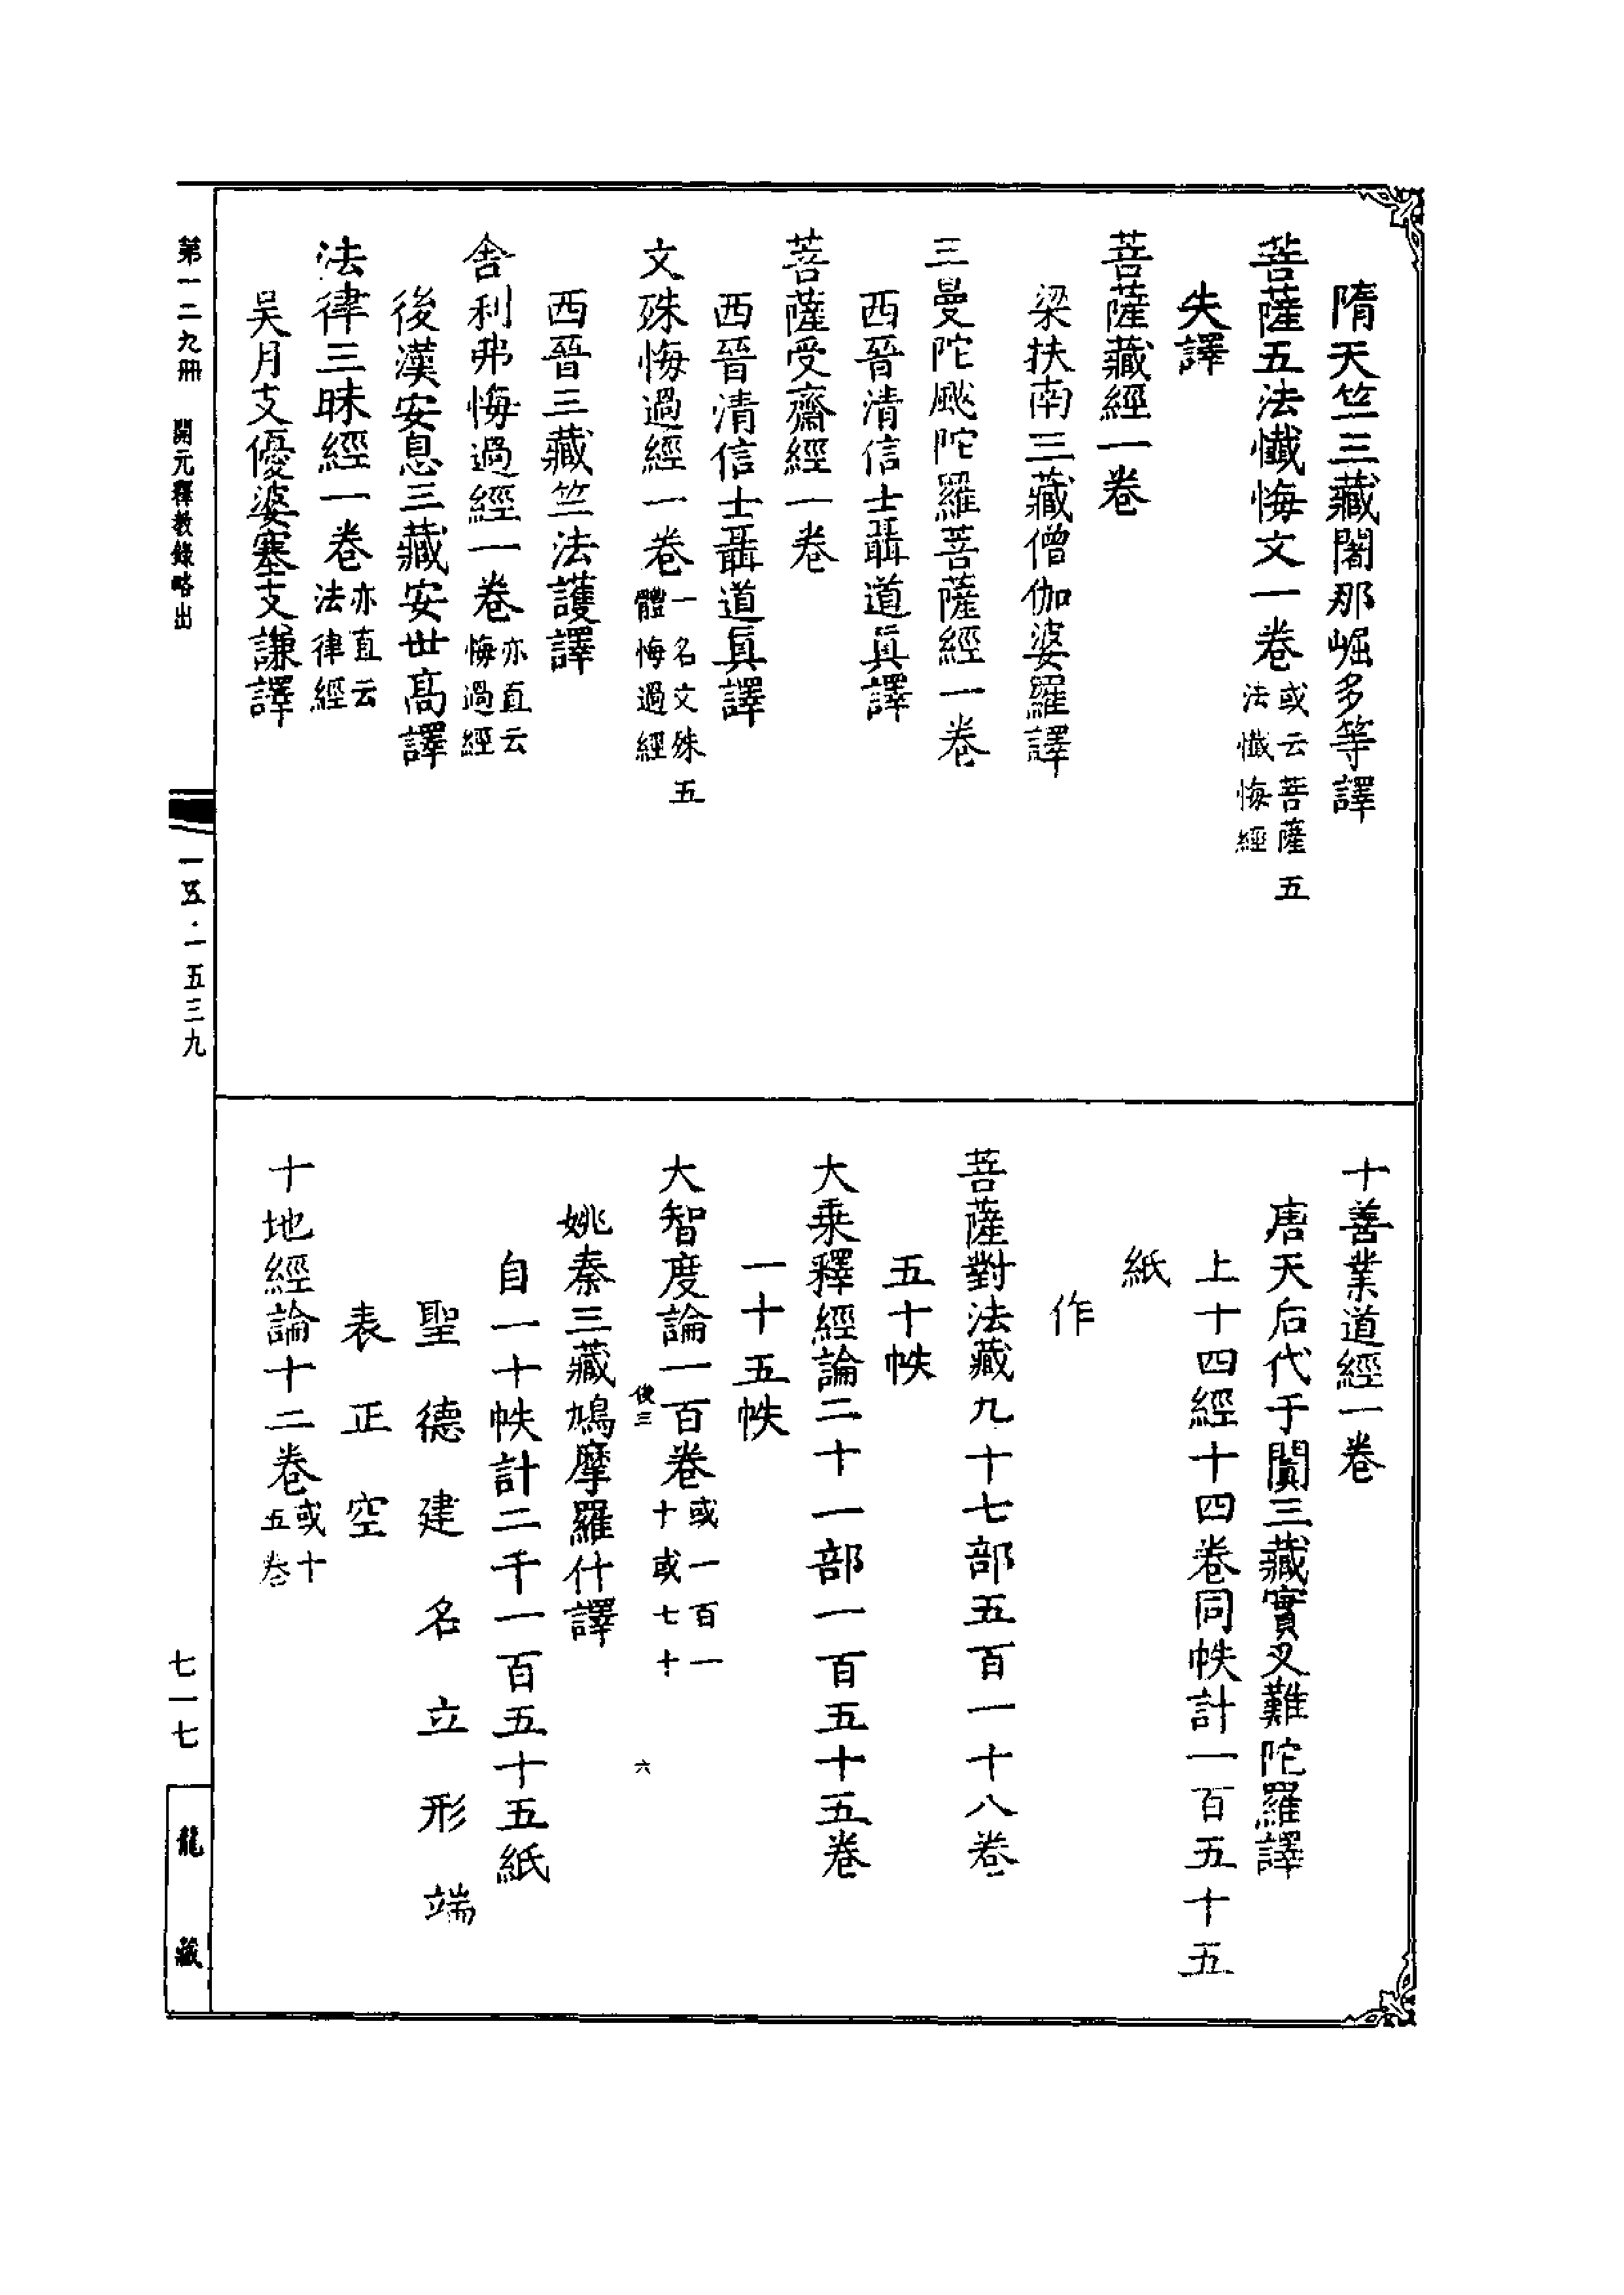 隋天竺三藏闍那崛多等譯
菩薩五法懺悔文一卷或云菩薩五法懺悔經
失譯
菩薩藏經一卷
梁扶南三藏僧伽婆羅譯
三曼陀颰陀羅菩薩經一卷
西晉清信士聶道真譯
菩薩受齋經一卷
西晉清信士聶道真譯
文殊悔過經一卷一名文殊五體悔過經
西晉三藏竺法護譯
舍利弗悔過經一卷亦直云悔過經
後漢安息三藏安世高譯
法律三昧經一卷亦直云法律經
吳月支優婆塞支謙譯
十善業道經一卷
唐天后代于闐三藏實叉難陀羅譯
上十四經十四卷同帙計一百五十五
紙
作
菩薩對法藏九十七部五百一十八卷
五十帙
大乘釋經論二十一部一百五十五卷
一十五帙
大智度論一百卷或一百一十或七十
後三 六
姚秦三藏鳩摩羅什譯
自一十帙計二千一百五十五紙
聖德建名立形端
表正空
十地經論十二卷或十五卷
第一二九冊 開元釋教錄略出
一五·一五三九
七一七
龍藏